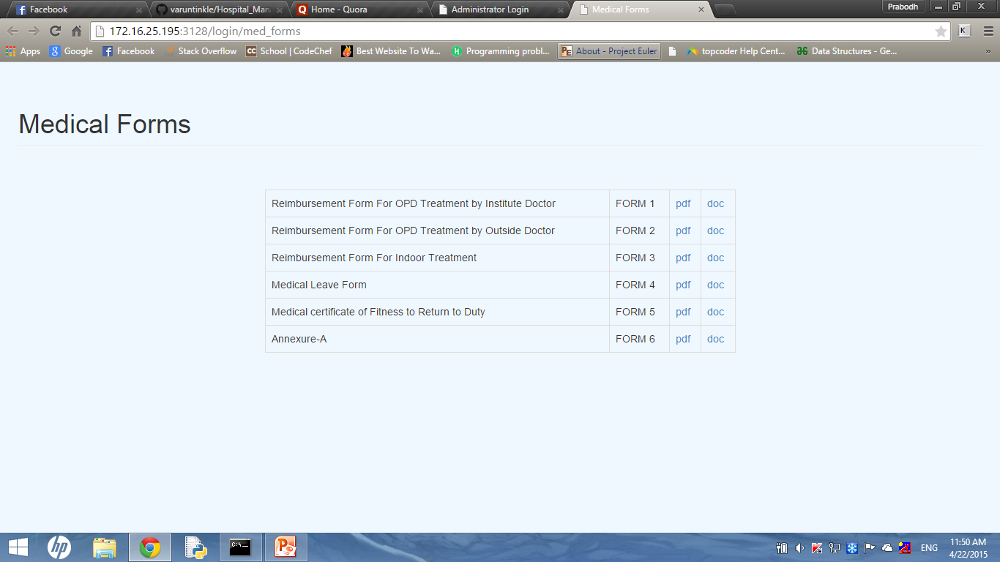 Facebook
varuntinkle/Hospital_Man
Home - Quora
Administrator Login
Medical Forms
Prabodh
172.16.25.195:3128/login/med_forms
K
Apps
Google
Facebook
Stack Overflow
CC School | CodeChef
Best Website To Wa...
Programming probl...
About - Project Euler
topcoder Help Cent...
Data Structures - Ge...
»
Medical Forms
Reimbursement Form For OPD Treatment by Institute Doctor FORM 1 pdf doc
Reimbursement Form For OPD Treatment by Outside Doctor FORM 2 pdf doc
Reimbursement Form For Indoor Treatment FORM 3 pdf doc
Medical Leave Form FORM 4 pdf doc
Medical certificate of Fitness to Return to Duty FORM 5 pdf doc
Annexure-A FORM 6 pdf doc
hp
C:\
ENG
11:50 AM
4/22/2015